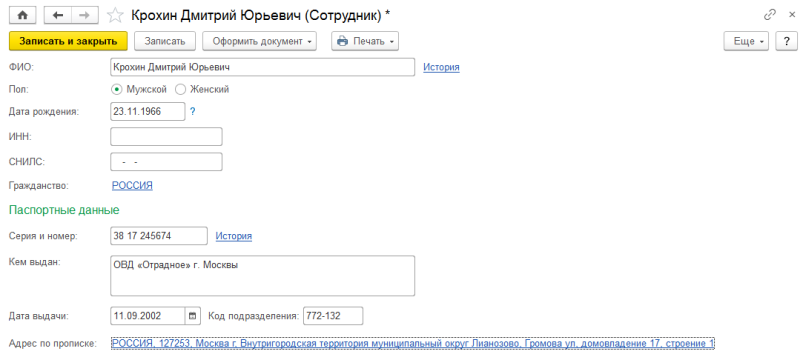 Крохин Дмитрий Юрьевич (Сотрудник) *
Записать и закрыть Записать Оформить документ Печать Еще ?
ФИО: Крохин Дмитрий Юрьевич История
Пол: Мужской Женский
Дата рождения: 23.11.1966 ?
ИНН:
СНИЛС: - -
Гражданство: РОССИЯ
Паспортные данные
Серия и номер: 38 17 245674 История
Кем выдан: ОВД «Отрадное» г. Москвы
Дата выдачи: 11.09.2002 Код подразделения: 772-132
Адрес по прописке: РОССИЯ, 127253, Москва г, Внутригородская территория муниципальный округ Лианозово, Громова ул, домовладение 17, строение 1